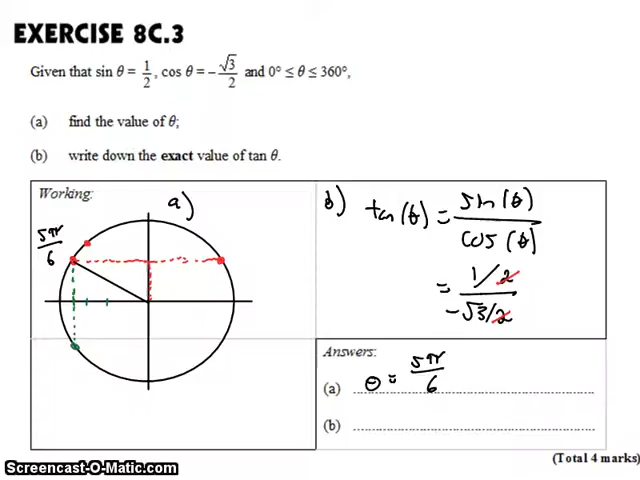 EXERCISE 8C.3
Given that sin θ = 1/2, cos θ = −√3/2 and 0° ≤ θ ≤ 360°,
(a) find the value of θ;
(b) write down the exact value of tan θ.
Working:
a)
5π/6
b) tan(θ) = sin(θ)/cos(θ)
= 1/2 / −√3/2
Answers:
(a) θ = 5π/6
(b)
(Total 4 marks)
Screencast-O-Matic.com